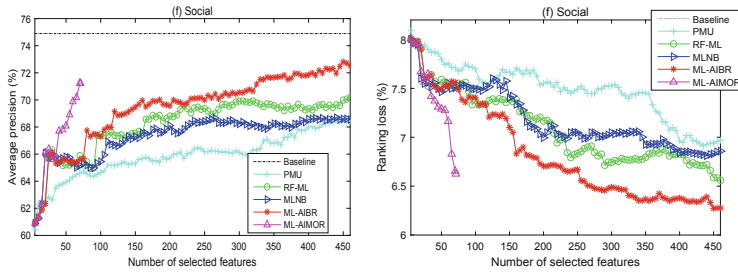 (f) Social
Average precision (%)
76
74
72
70
68
66
64
62
60
50 100 150 200 250 300 350 400 450
Number of selected features
Baseline
PMU
RF-ML
MLNB
ML-AIBR
ML-AIMOR
(f) Social
Ranking loss (%)
8
7.5
7
6.5
6
50 100 150 200 250 300 350 400 450
Number of selected features
Baseline
PMU
RF-ML
MLNB
ML-AIBR
ML-AIMOR